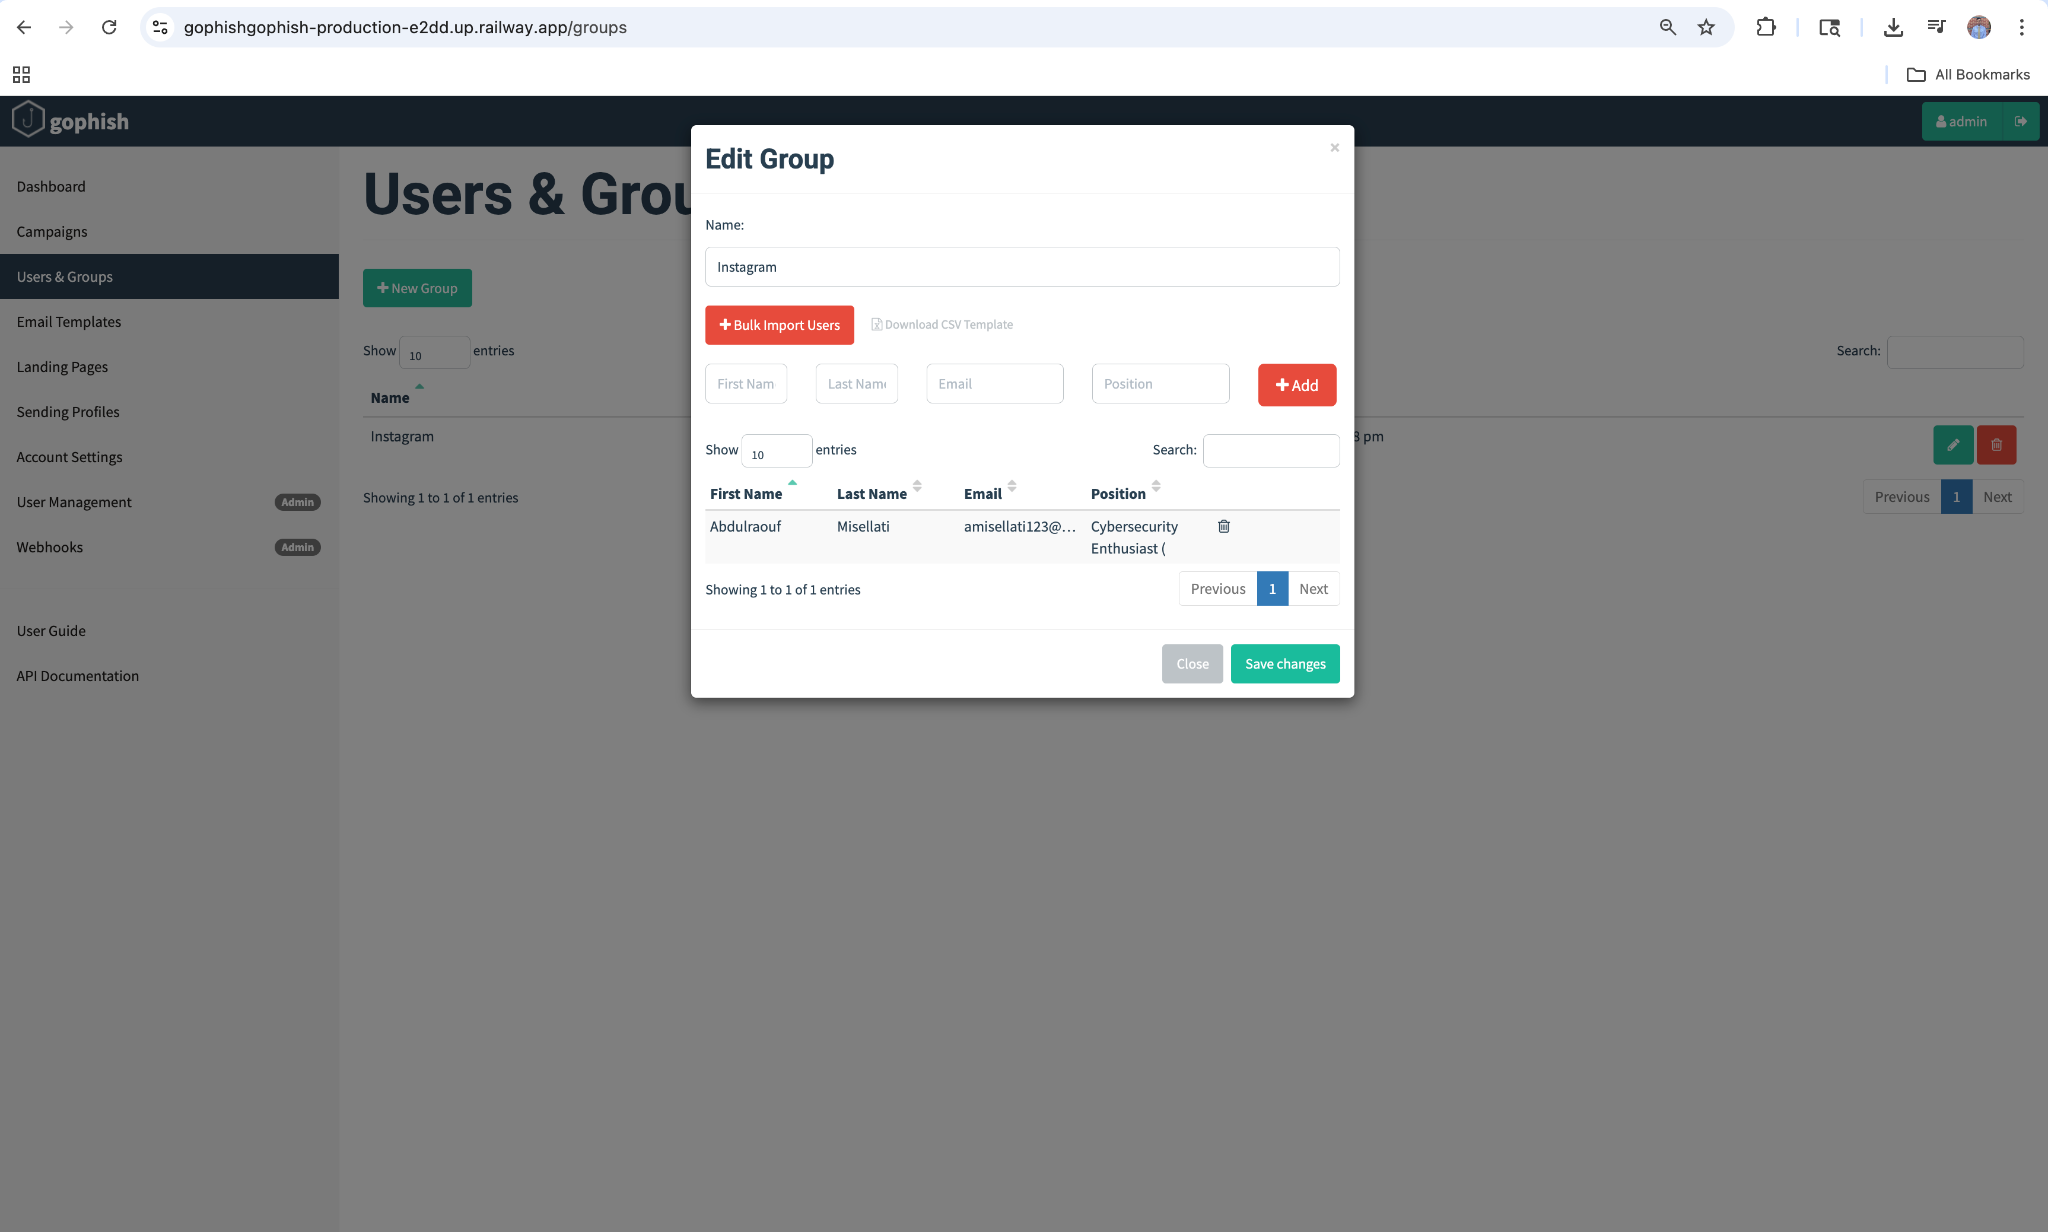 gophishgophish-production-e2dd.up.railway.app/groups
All Bookmarks
gophish
admin
Dashboard
Campaigns
Users & Groups
Email Templates
Landing Pages
Sending Profiles
Account Settings
User Management Admin
Webhooks Admin
User Guide
API Documentation
Users & Grou
New Group
Show 10 entries
Search:
Name
Instagram
8 pm
Showing 1 to 1 of 1 entries
Previous 1 Next
Edit Group
×
Name:
Instagram
Bulk Import Users Download CSV Template
First Nam Last Name Email Position Add
Show 10 entries Search:
First Name Last Name Email Position
Abdulraouf Misellati amisellati123@... Cybersecurity
Enthusiast (
Showing 1 to 1 of 1 entries Previous 1 Next
Close Save changes